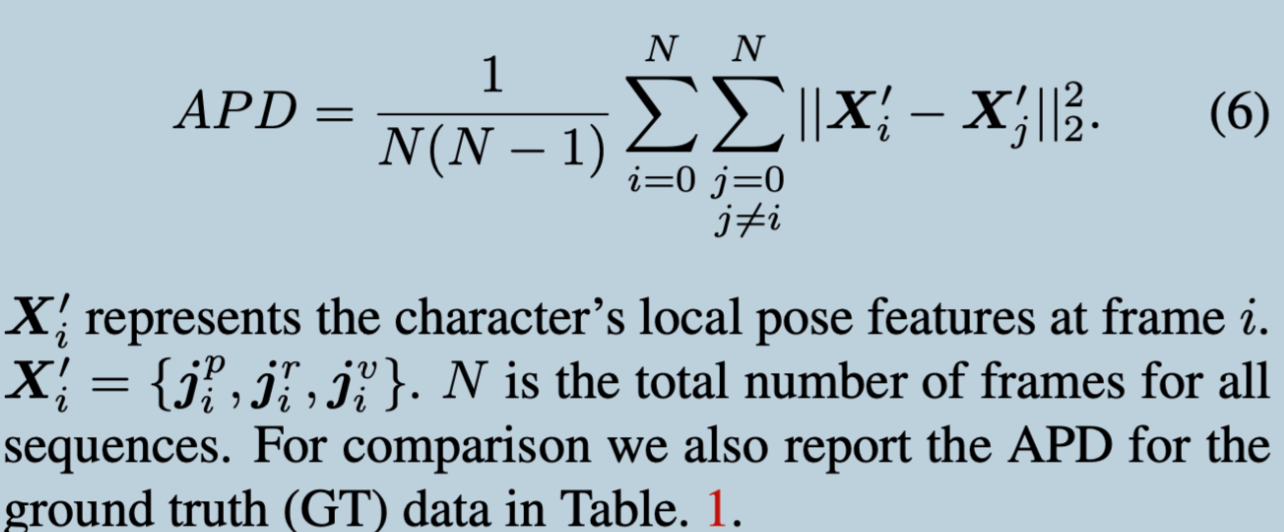 APD = \frac{1}{N(N-1)} \sum_{i=0}^{N} \sum_{\substack{j=0 \\ j \neq i}}^{N} ||\boldsymbol{X}'_i - \boldsymbol{X}'_j||_2^2. (6)
\boldsymbol{X}'_i represents the character’s local pose features at frame i.
\boldsymbol{X}'_i = \{\boldsymbol{j}_i^p, \boldsymbol{j}_i^r, \boldsymbol{j}_i^v\}. N is the total number of frames for all
sequences. For comparison we also report the APD for the
ground truth (GT) data in Table. 1.